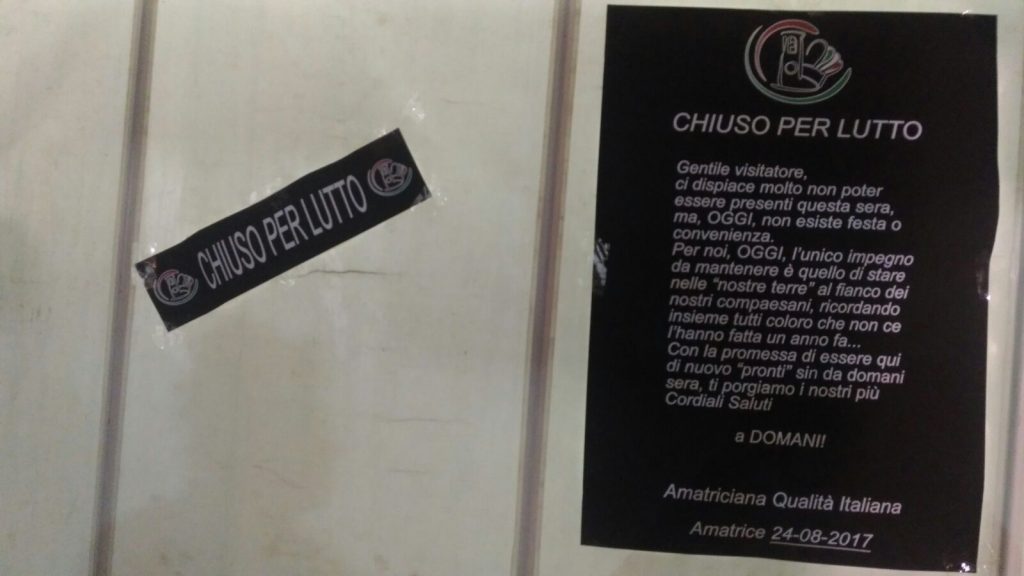 CHIUSO PER LUTTO
CHIUSO PER LUTTO
Gentile visitatore,
ci dispiace molto non poter
essere presenti questa sera,
ma, OGGI, non esiste festa o
convenienza.
Per noi, OGGI, l'unico impegno
da mantenere è quello di stare
nelle "nostre terre" al fianco dei
nostri compaesani, ricordando
insieme tutti coloro che non ce
l'hanno fatta un anno fa...
Con la promessa di essere qui
di nuovo "pronti" sin da domani
sera, ti porgiamo i nostri più
Cordiali Saluti
a DOMANI!
Amatriciana Qualità Italiana
Amatrice 24-08-2017